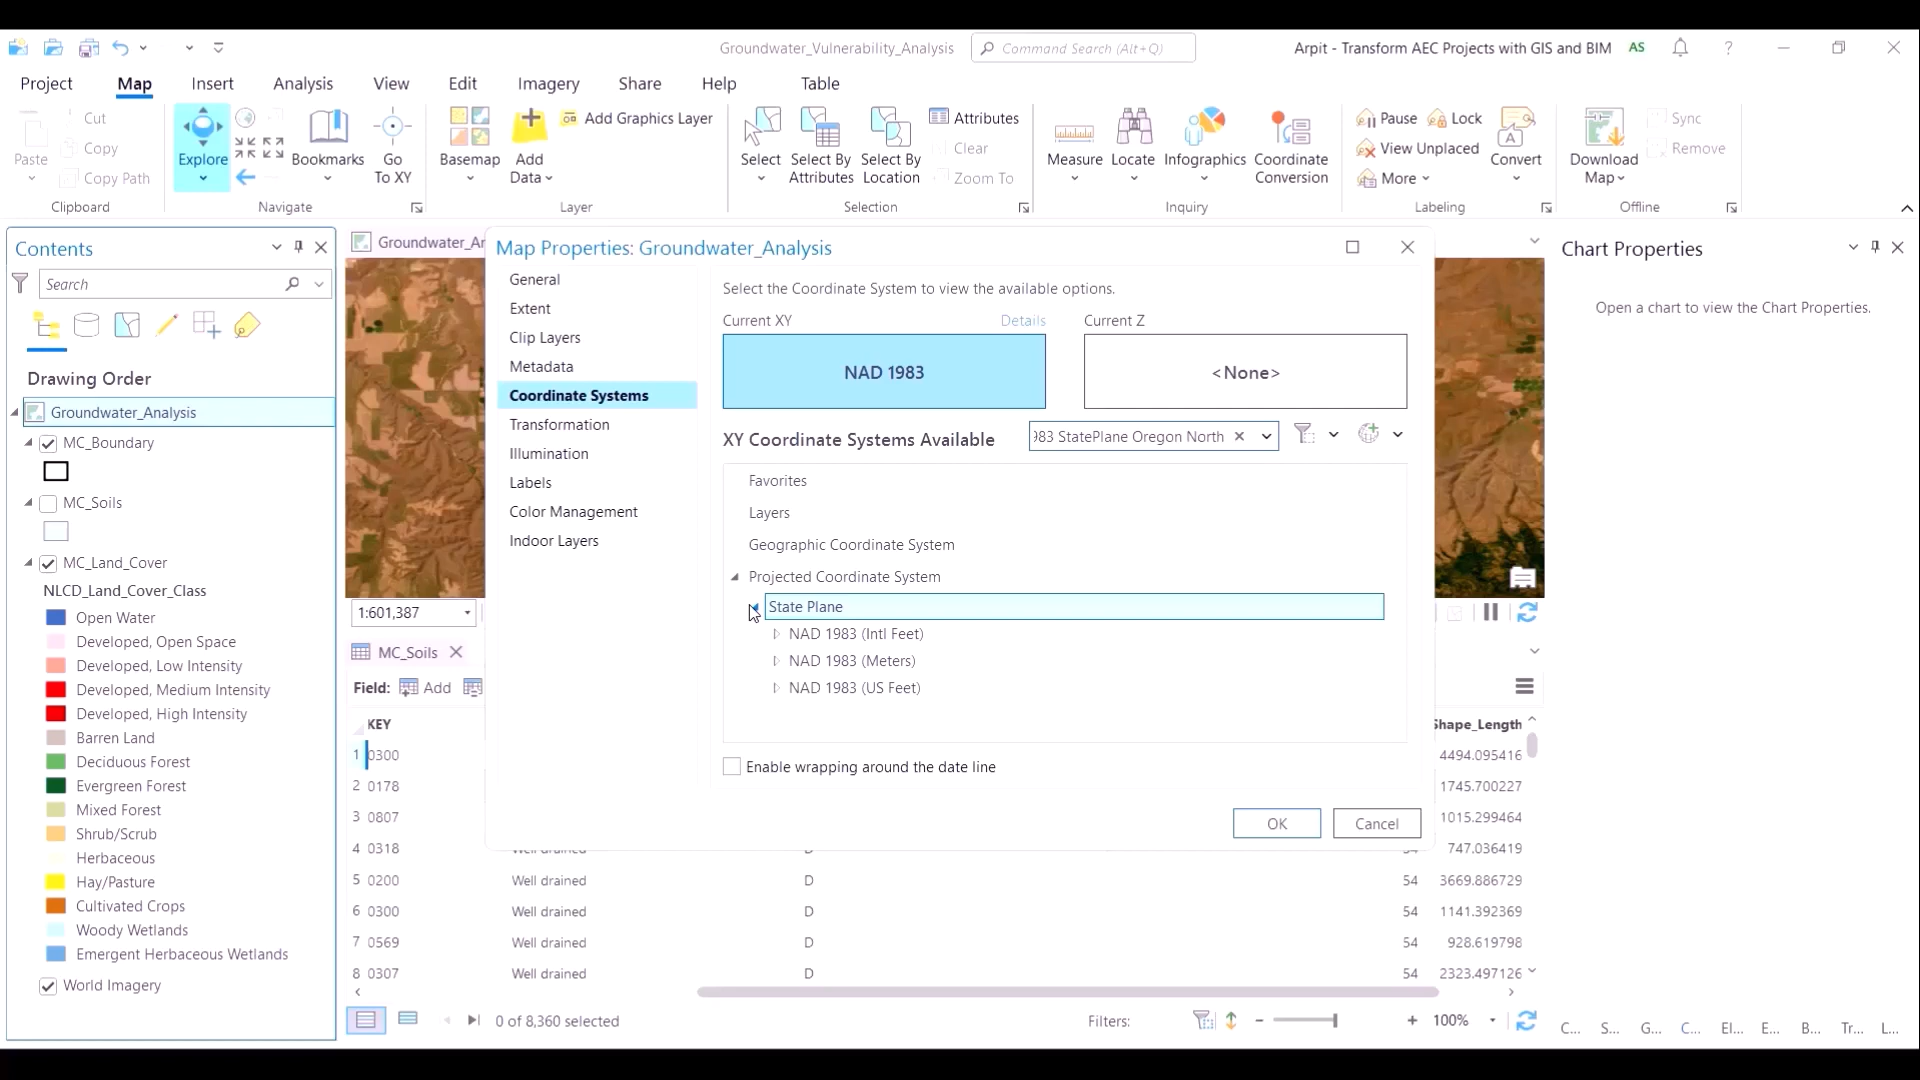 Groundwater_Vulnerability_Analysis
Command Search (Alt+Q)
Arpit - Transform AEC Projects with GIS and BIM
AS
?
Project
Map
Insert
Analysis
View
Edit
Imagery
Share
Help
Table
Paste
Cut
Copy
Copy Path
Clipboard
Explore
Bookmarks
Go
To XY
Navigate
Basemap
Add
Data
Add Graphics Layer
Layer
Select
Select By
Attributes
Select By
Location
Attributes
Clear
Zoom To
Selection
Measure
Locate
Infographics
Coordinate
Conversion
Inquiry
Pause
Lock
View Unplaced
More
Convert
Labeling
Download
Map
Sync
Remove
Offline
Contents
Search
Drawing Order
Groundwater_Analysis
MC_Boundary
MC_Soils
MC_Land_Cover
NLCD_Land_Cover_Class
Open Water
Developed, Open Space
Developed, Low Intensity
Developed, Medium Intensity
Developed, High Intensity
Barren Land
Deciduous Forest
Evergreen Forest
Mixed Forest
Shrub/Scrub
Herbaceous
Hay/Pasture
Cultivated Crops
Woody Wetlands
Emergent Herbaceous Wetlands
World Imagery
Groundwater_Ar
Map Properties: Groundwater_Analysis
General
Extent
Clip Layers
Metadata
Coordinate Systems
Transformation
Illumination
Labels
Color Management
Indoor Layers
Select the Coordinate System to view the available options.
Current XY
Details
Current Z
NAD 1983
<None>
XY Coordinate Systems Available
983 StatePlane Oregon North
Favorites
Layers
Geographic Coordinate System
Projected Coordinate System
State Plane
NAD 1983 (Intl Feet)
NAD 1983 (Meters)
NAD 1983 (US Feet)
Enable wrapping around the date line
OK
Cancel
1:601,387
MC_Soils
Field:
Add
KEY
Shape_Length
1 0300
4494.095416
2 0178
1745.700227
3 0807
1015.299464
4 0318 Well drained D 54 747.036419
5 0200 Well drained D 54 3669.886729
6 0300 Well drained D 54 1141.392369
7 0569 Well drained D 54 928.619798
8 0307 Well drained D 54 2323.497126
0 of 8,360 selected
Filters:
100%
Chart Properties
Open a chart to view the Chart Properties.
C...
S...
G...
C...
El...
E...
B...
Tr...
L...